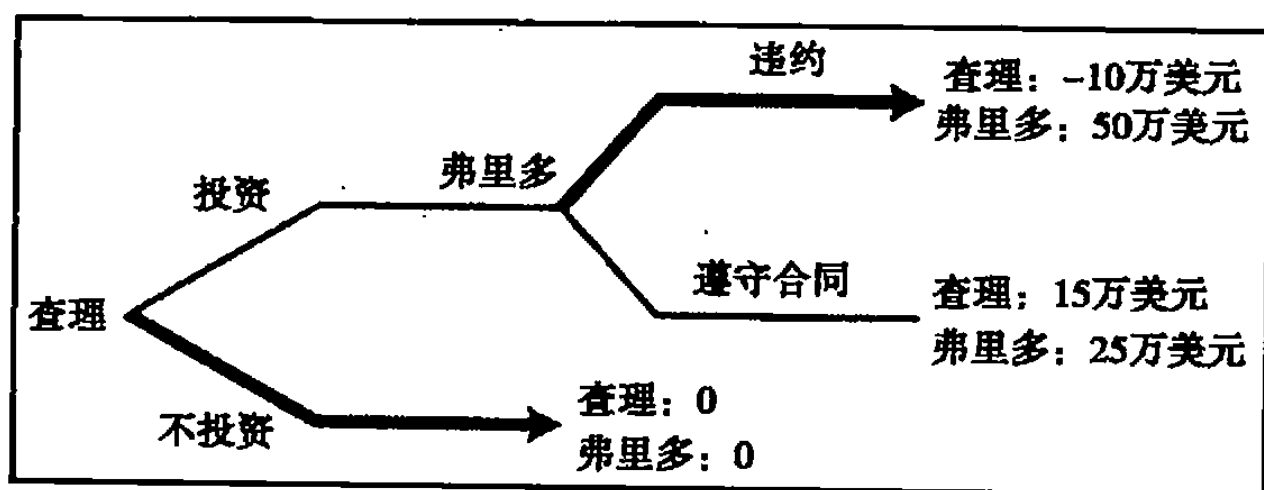 违约
查理：-10万美元
弗里多：50万美元
弗里多
投资
遵守合同
查理：15万美元
弗里多：25万美元
查理
不投资
查理：0
弗里多：0